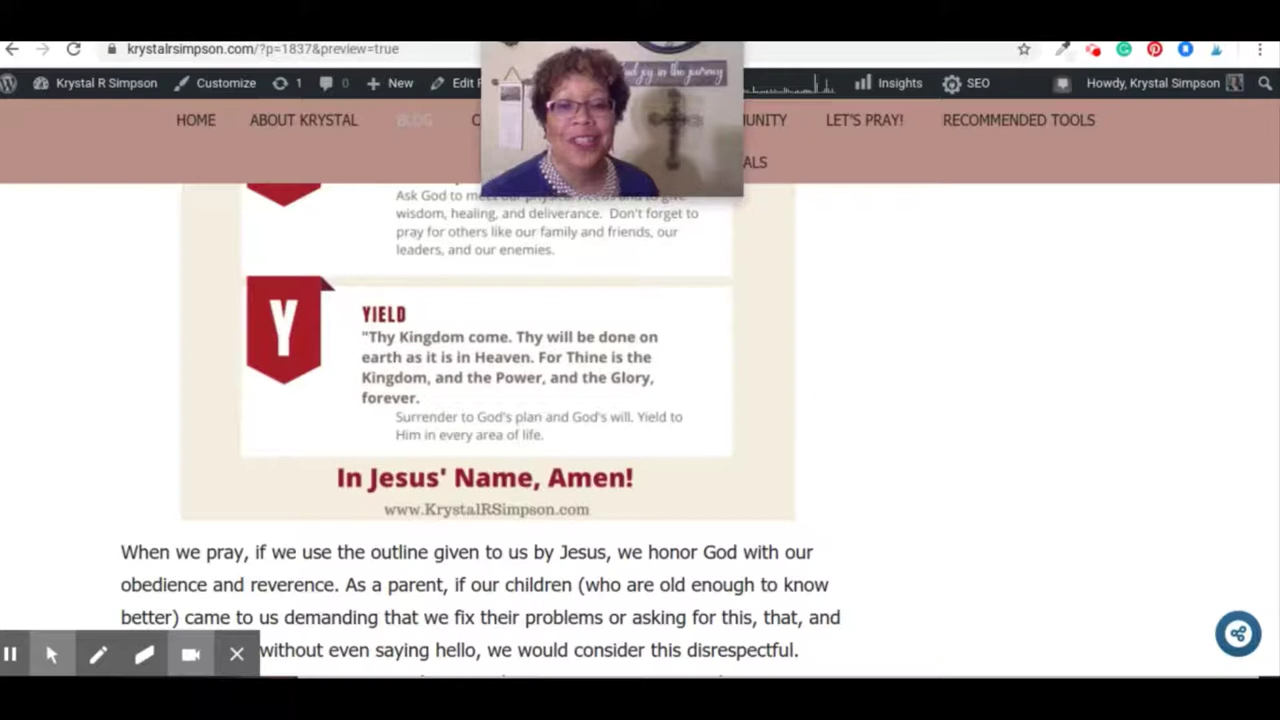 krystalrsimpson.com/?p=1837&preview=true
Krystal R Simpson Customize 1 0 New Edit Insights SEO Howdy, Krystal Simpson
and joy in the journey
HOME ABOUT KRYSTAL BLOG LET'S PRAY! RECOMMENDED TOOLS
wisdom, healing, and deliverance. Don't forget to
pray for others like our family and friends, our
leaders, and our enemies.
Y
YIELD
"Thy Kingdom come. Thy will be done on
earth as it is in Heaven. For Thine is the
Kingdom, and the Power, and the Glory,
forever.
Surrender to God's plan and God's will. Yield to
Him in every area of life.
In Jesus' Name, Amen!
www.KrystalRSimpson.com
When we pray, if we use the outline given to us by Jesus, we honor God with our
obedience and reverence. As a parent, if our children (who are old enough to know
better) came to us demanding that we fix their problems or asking for this, that, and
without even saying hello, we would consider this disrespectful.